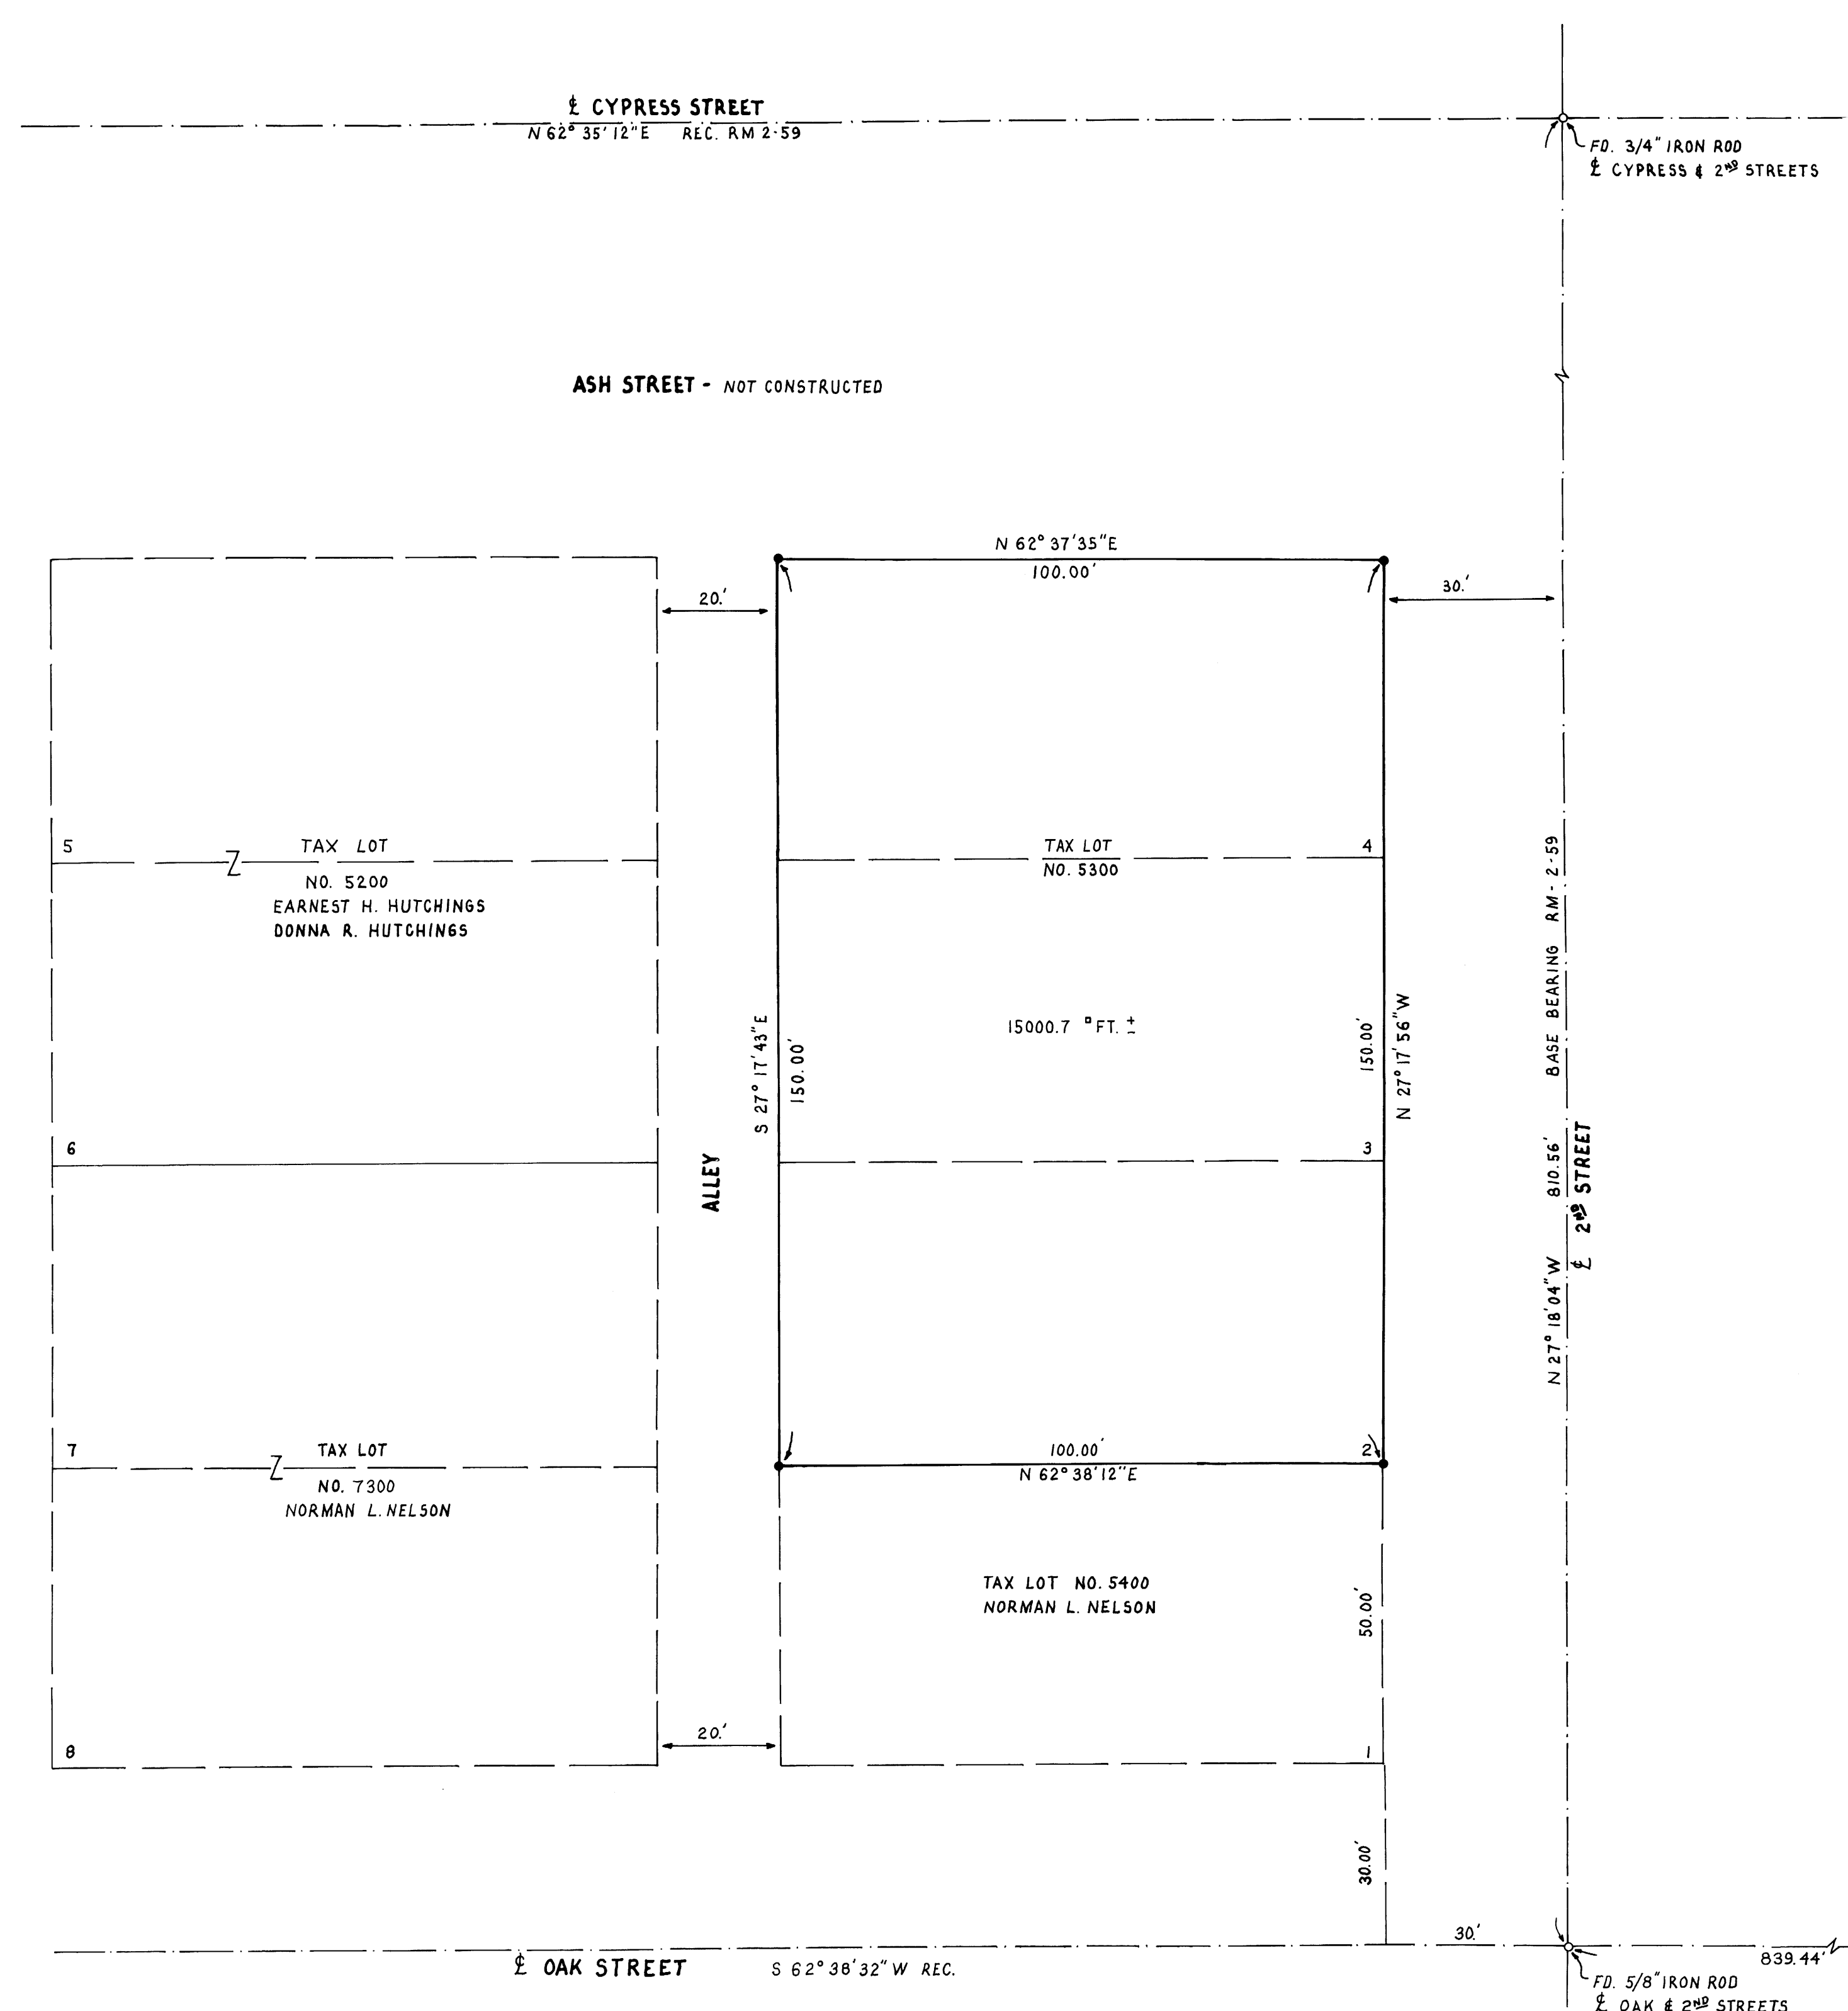 ℄ CYPRESS STREET
N 62° 35' 12" E REC. RM 2-59
FD. 3/4" IRON ROD
℄ CYPRESS & 2ND STREETS
ASH STREET - NOT CONSTRUCTED
N 62° 37' 35" E
100.00'
20.'
30.'
5
TAX LOT
NO. 5200
EARNEST H. HUTCHINGS
DONNA R. HUTCHINGS
TAX LOT
NO. 5300
4
15000.7 □ FT. ±
S 27° 17' 43" E
150.00'
150.00'
N 27° 17' 56" W
BASE BEARING RM-2-59
N 27° 18' 04" W 810.56'
℄ 2ND STREET
6
ALLEY
3
7
TAX LOT
NO. 7300
NORMAN L. NELSON
100.00'
N 62° 38' 12" E
2
TAX LOT NO. 5400
NORMAN L. NELSON
50.00'
8
20.'
1
30.00'
30.'
℄ OAK STREET S 62° 38' 32" W REC.
839.44'
FD. 5/8" IRON ROD
℄ OAK & 2ND STREETS